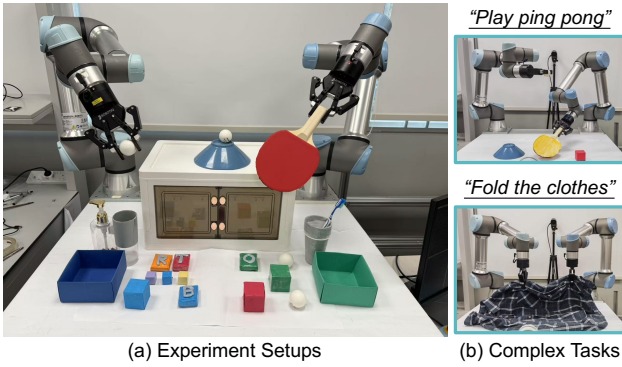 “Play ping pong”
“Fold the clothes”
R T
O
B
(a) Experiment Setups
(b) Complex Tasks